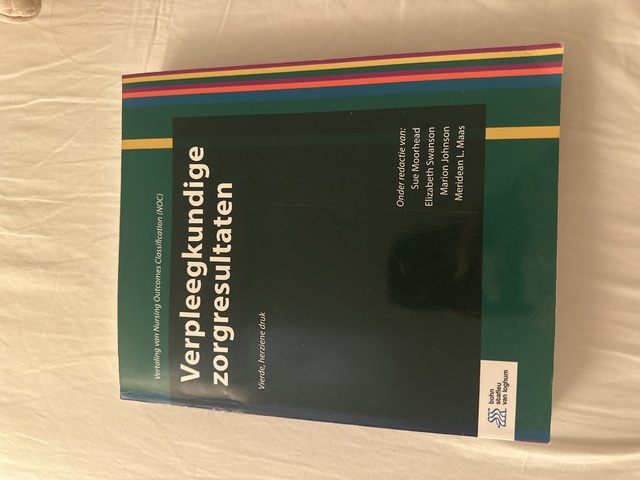 Vertaling van Nursing Outcomes Classification (NOC)
Verpleegkundige
zorgresultaten
Vierde, herziene druk
Onder redactie van:
Sue Moorhead
Elizabeth Swanson
Marion Johnson
Meridean L. Maas
bohn
stafleu
van loghum